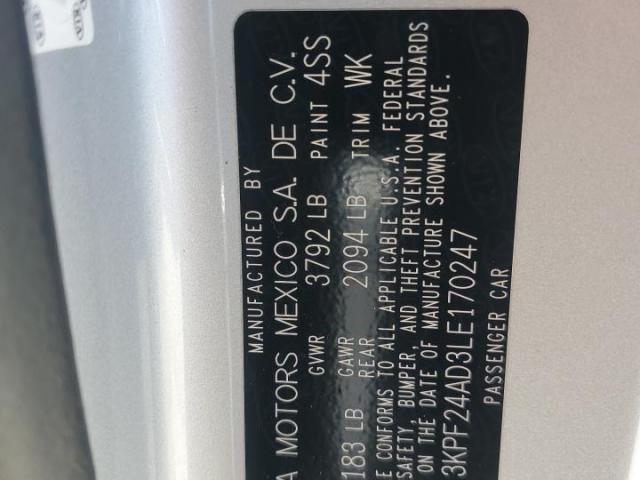 MANUFACTURED BY
A MOTORS MEXICO S.A. DE C.V.
GVWR 3792 LB PAINT 4SS
183 LB GAWR REAR 2094 LB TRIM WK
E CONFORMS TO ALL APPLICABLE U.S.A. FEDERAL
SAFETY, BUMPER, AND THEFT PREVENTION STANDARDS
ON THE DATE OF MANUFACTURE SHOWN ABOVE.
3KPF24AD3LE170247
PASSENGER CAR